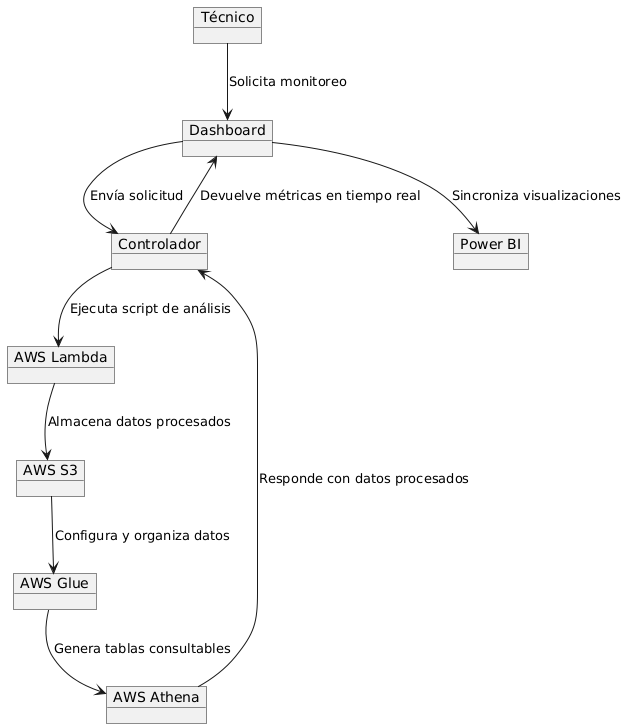 Técnico
Solicita monitoreo
Dashboard
Envía solicitud
Devuelve métricas en tiempo real
Sincroniza visualizaciones
Controlador
Power BI
Ejecuta script de análisis
AWS Lambda
Almacena datos procesados
AWS S3
Responde con datos procesados
Configura y organiza datos
AWS Glue
Genera tablas consultables
AWS Athena